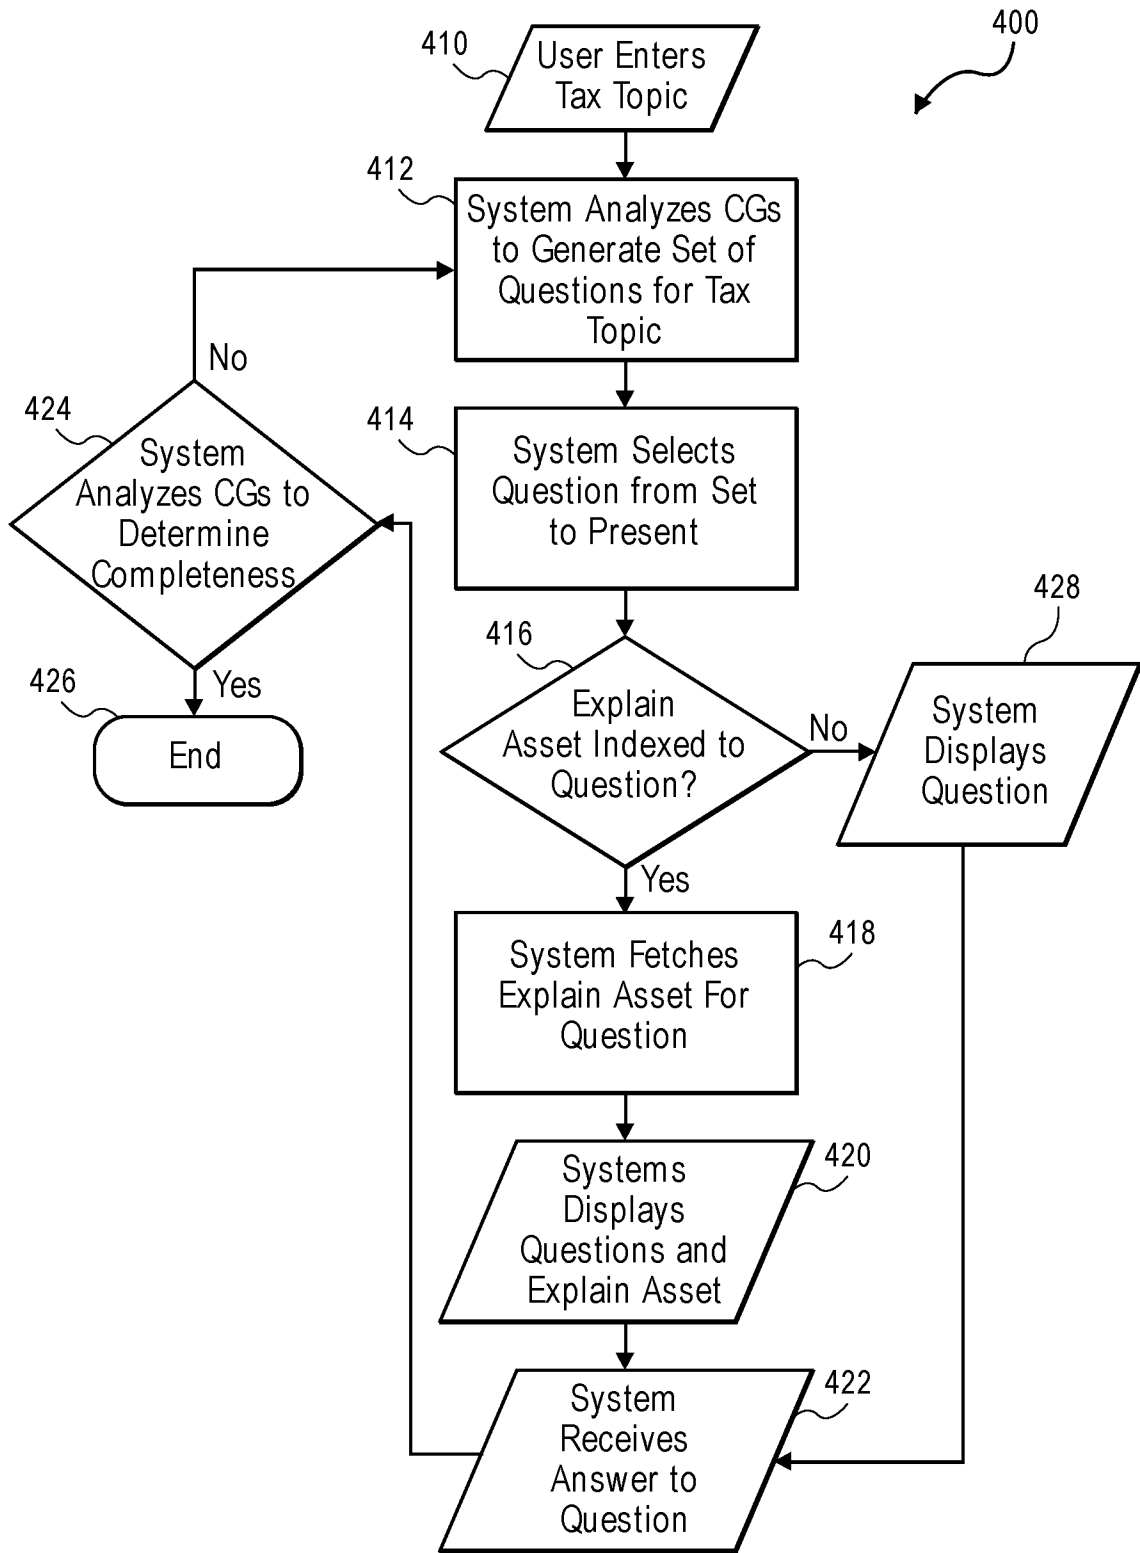 400
410
User Enters
Tax Topic
412
System Analyzes CGs
to Generate Set of
Questions for Tax
Topic
No
424
System
Analyzes CGs to
Determine
Completeness
414
System Selects
Question from Set
to Present
416
Explain
Asset Indexed to
Question?
No
428
System
Displays
Question
Yes
426
End
Yes
418
System Fetches
Explain Asset For
Question
420
Systems
Displays
Questions and
Explain Asset
422
System
Receives
Answer to
Question